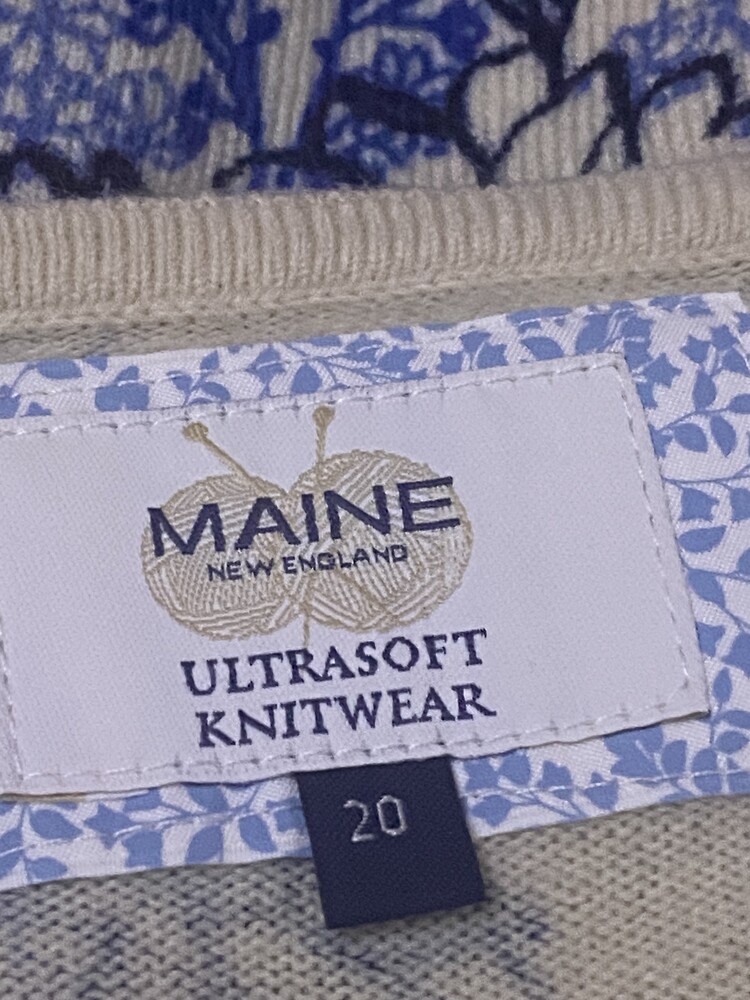 MAINE
NEW ENGLAND
ULTRASOFT
KNITWEAR
20